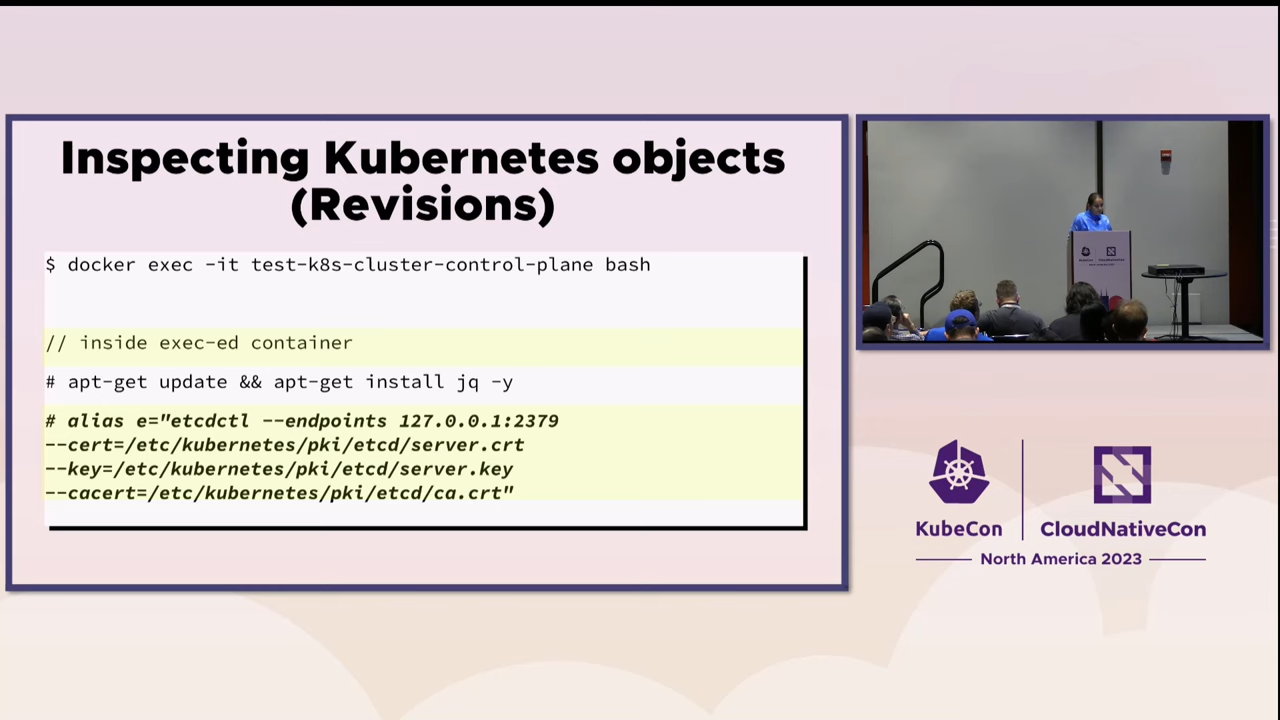 Inspecting Kubernetes objects
(Revisions)
$ docker exec -it test-k8s-cluster-control-plane bash
// inside exec-ed container
# apt-get update && apt-get install jq -y
# alias e="etcdctl --endpoints 127.0.0.1:2379
--cert=/etc/kubernetes/pki/etcd/server.crt
--key=/etc/kubernetes/pki/etcd/server.key
--cacert=/etc/kubernetes/pki/etcd/ca.crt"
KubeCon
CloudNativeCon
North America 2023